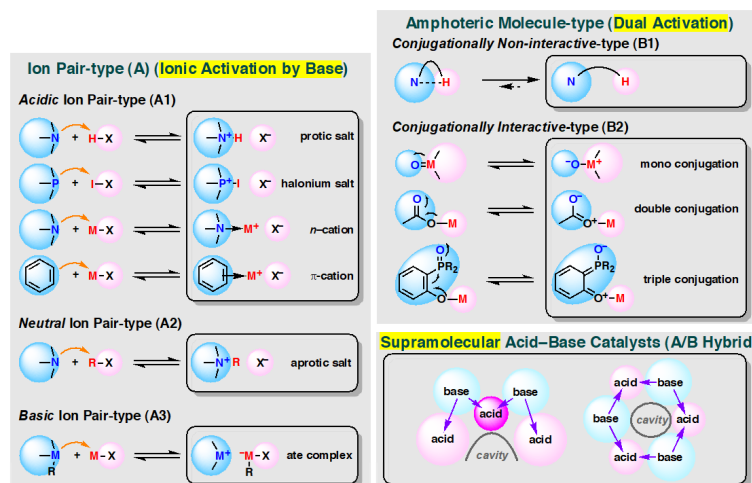 Ion Pair-type (A) (Ionic Activation by Base)
Acidic Ion Pair-type (A1)
N + H–X N⁺ H X⁻ protic salt
P + I–X P⁺–I X⁻ halonium salt
N + M–X N M⁺ X⁻ n–cation
+ M–X M⁺ X⁻ π-cation
Neutral Ion Pair-type (A2)
N + R–X N⁺ R X⁻ aprotic salt
Basic Ion Pair-type (A3)
M R + M–X M⁺ ⁻M–X R ate complex
Amphoteric Molecule-type (Dual Activation)
Conjugationally Non-interactive-type (B1)
N H N H
Conjugationally Interactive-type (B2)
O=M ⁻O–M⁺ mono conjugation
O O–M O⁻ O⁺–M double conjugation
O PR₂ O–M O⁻ PR₂ O⁺–M triple conjugation
Supramolecular Acid–Base Catalysts (A/B Hybrid
base base acid acid acid cavity
acid base base acid acid base cavity